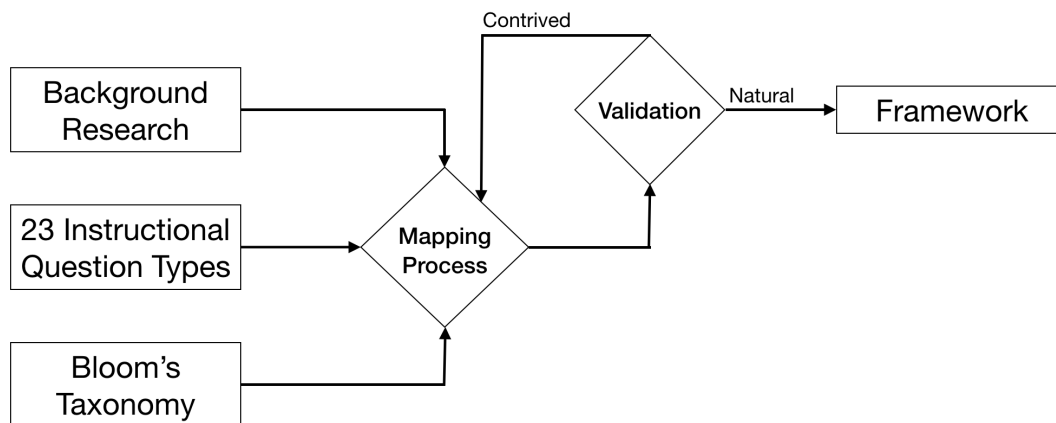 Contrived
Background
Research
Validation
Natural
Framework
23 Instructional
Question Types
Mapping
Process
Bloom’s
Taxonomy